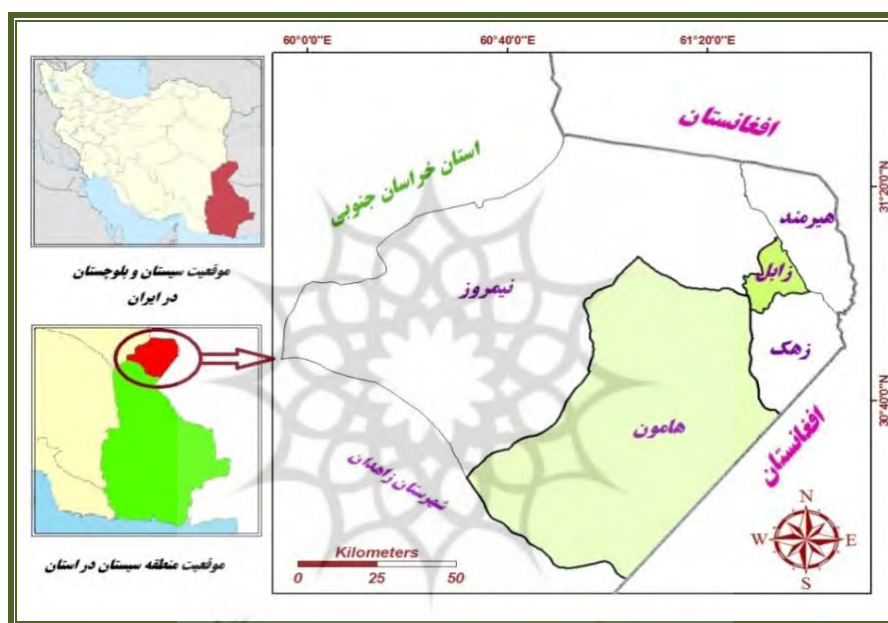 60°0'0"E 60°40'0"E 61°20'0"E
افغانستان
استان خراسان جنوبی
31°20'0"N
هیرمند
زابل
نیمروز
زهک
30°40'0"N
هامون
افغانستان
شهرستان زاهدان
Kilometers
0 25 50
N
W E
S
موقعیت سیستان و بلوچستان
در ایران
موقعیت منطقه سیستان در استان